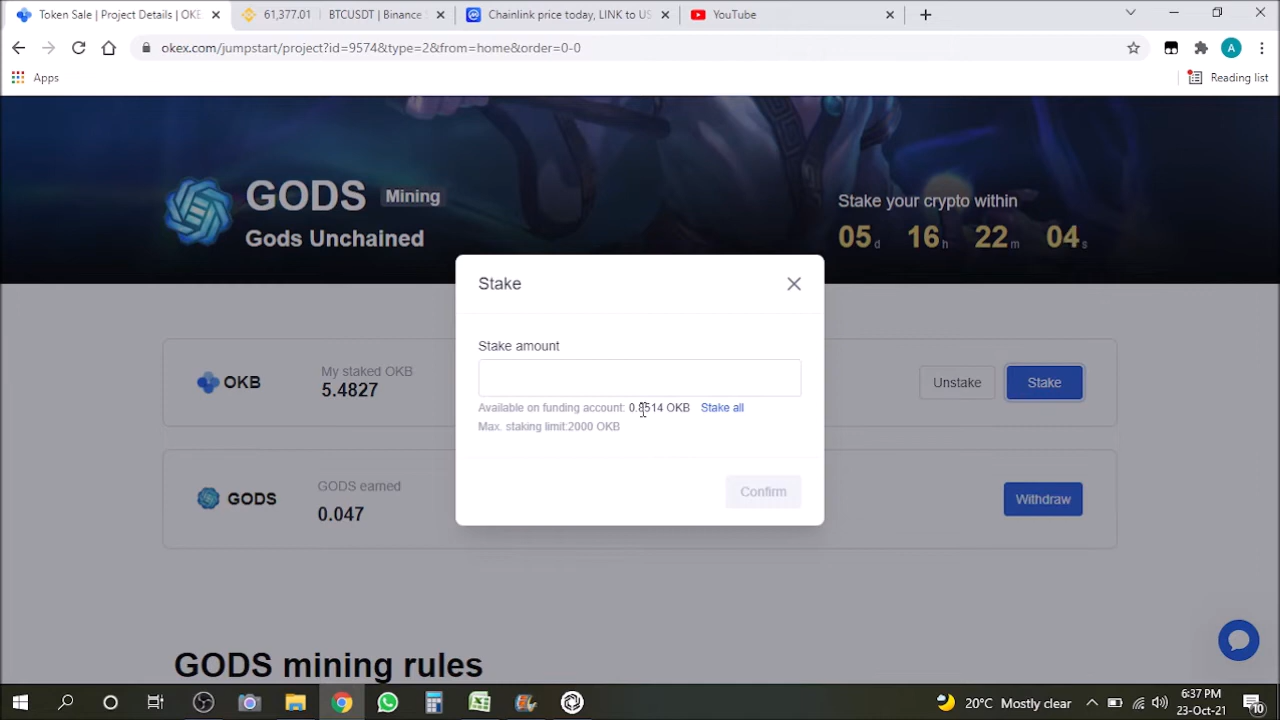 Token Sale | Project Details | OKE
61,377.01 | BTCUSDT | Binance
Chainlink price today, LINK to US
YouTube
okex.com/jumpstart/project?id=9574&type=2&from=home&order=0-0
A
Apps
Reading list
GODS Mining
Gods Unchained
Stake your crypto within
05 d 16 h 22 m 04 s
Stake
Stake amount
Available on funding account: 0.8514 OKB Stake all
Max. staking limit:2000 OKB
Confirm
OKB
My staked OKB
5.4827
Unstake
Stake
GODS
GODS earned
0.047
Withdraw
GODS mining rules
20°C Mostly clear
6:37 PM
23-Oct-21
10